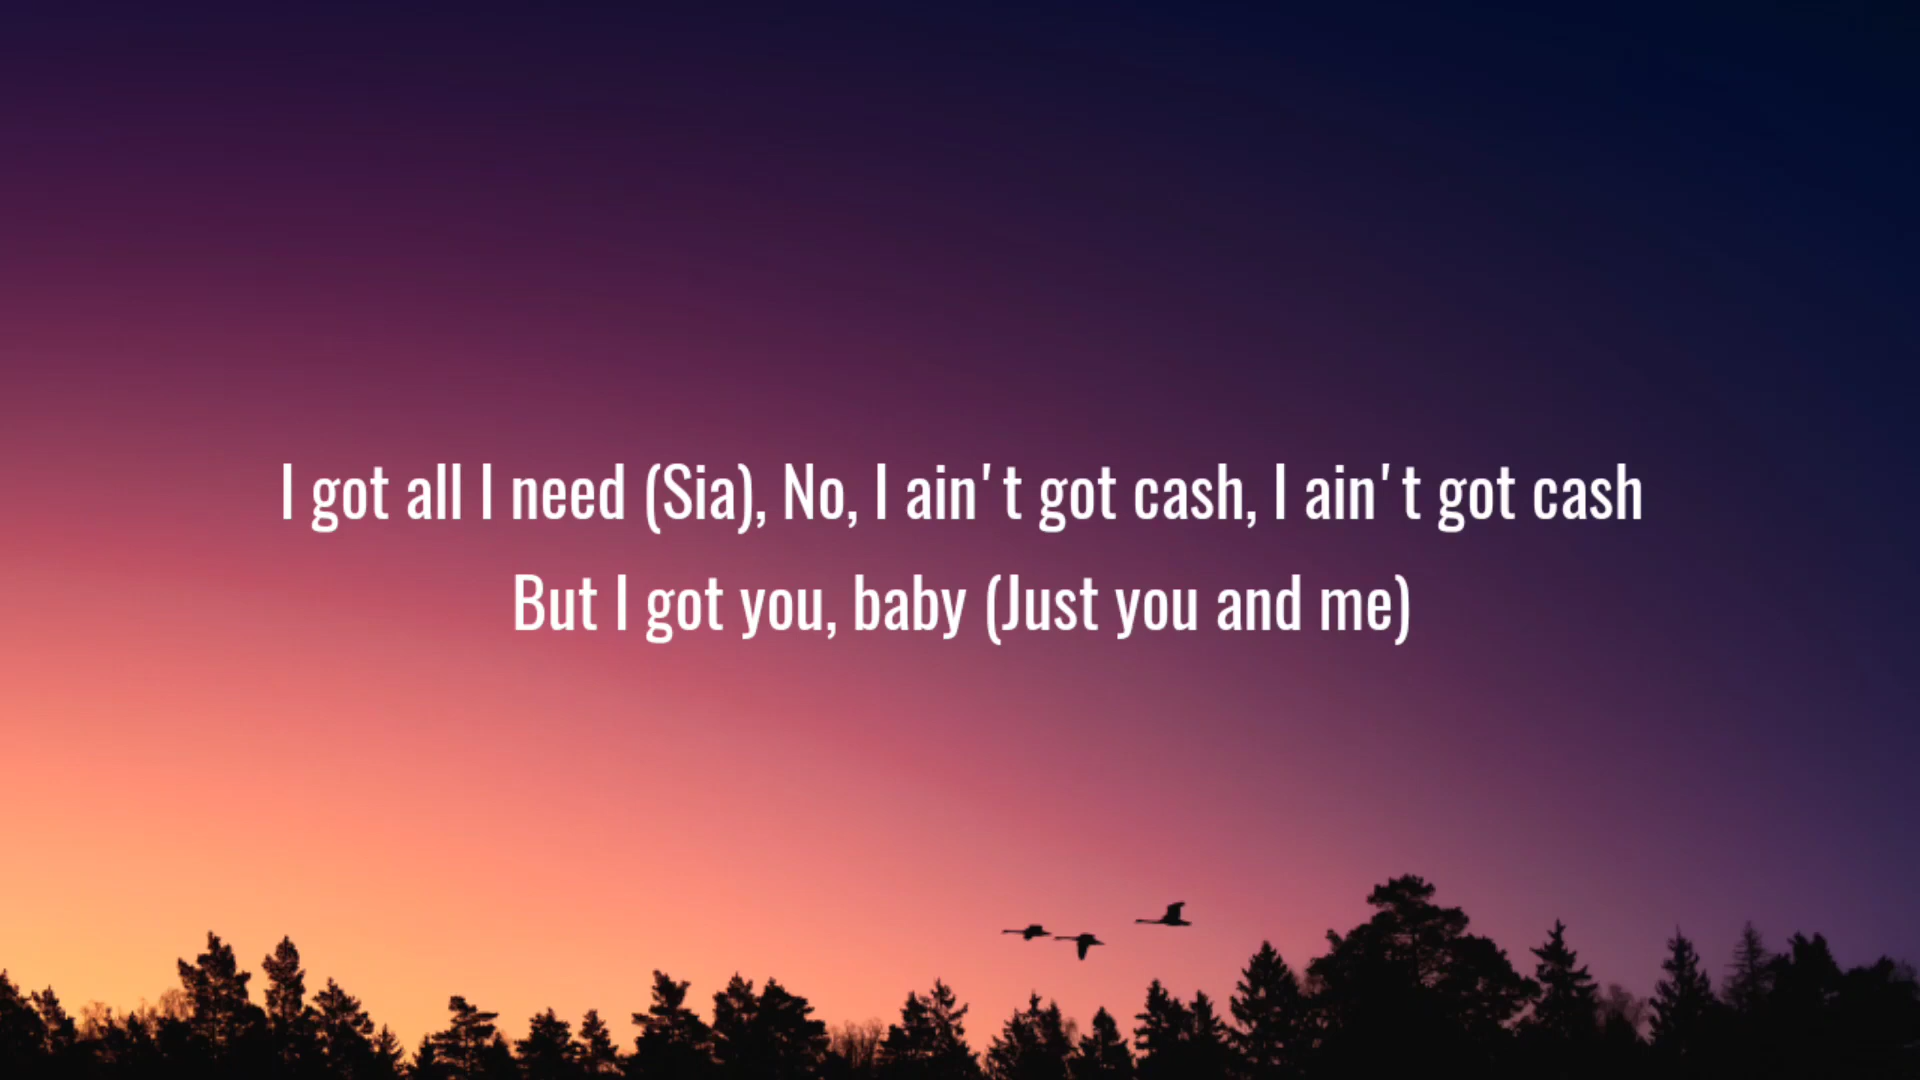 I got all I need (Sia), No, I ain't got cash, I ain't got cash
But I got you, baby (Just you and me)